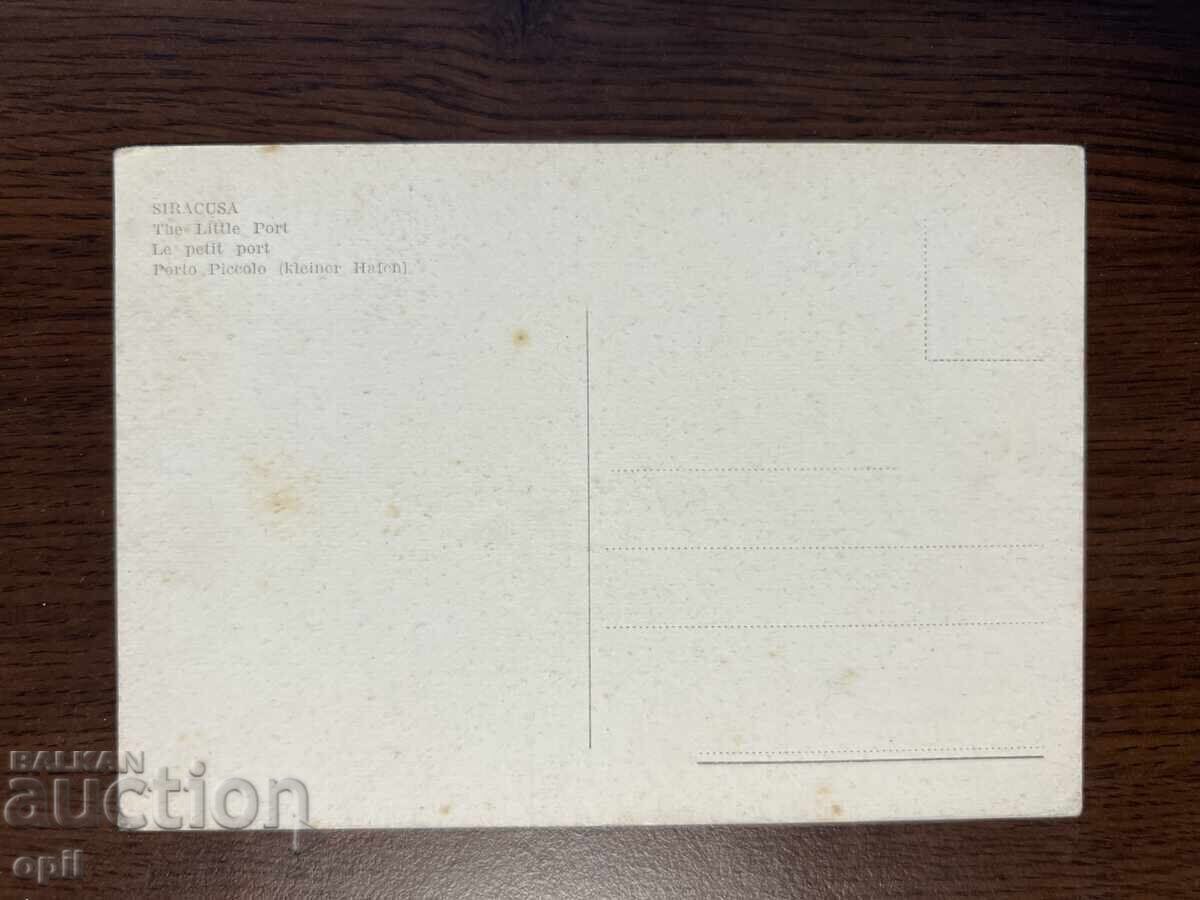 SIRACUSA
The Little Port
Le petit port
Porto Piccolo (kleiner Hafen)
BALKAN
auction
opil